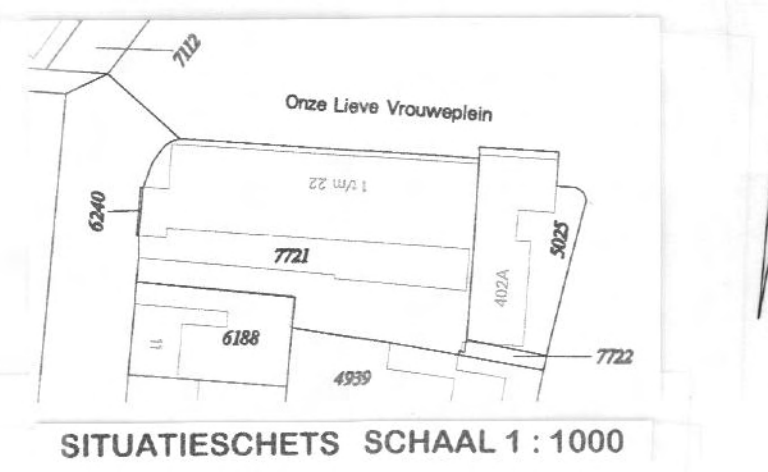 7112
Onze Lieve Vrouweplein
1 t/m 22
6240
7721
5025
402A
11
6188
7722
4939
SITUATIESCHETS SCHAAL 1 : 1000